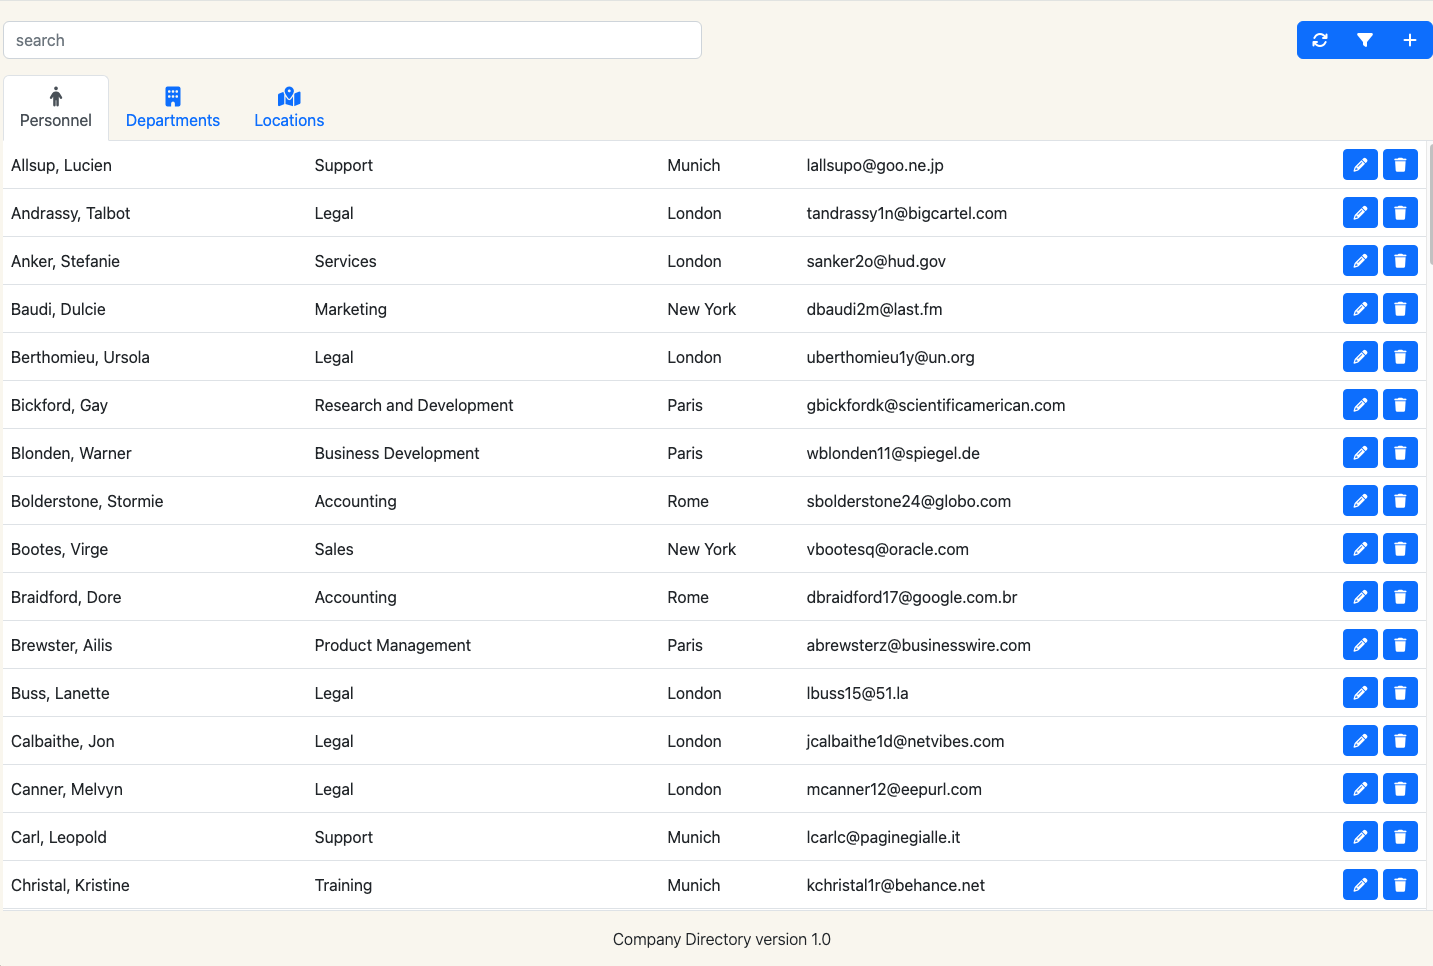 search
Personnel Departments Locations
Allsup, Lucien Support Munich lallsupo@goo.ne.jp
Andrassy, Talbot Legal London tandrassy1n@bigcartel.com
Anker, Stefanie Services London sanker2o@hud.gov
Baudi, Dulcie Marketing New York dbaudi2m@last.fm
Berthomieu, Ursola Legal London uberthomieu1y@un.org
Bickford, Gay Research and Development Paris gbickfordk@scientificamerican.com
Blonden, Warner Business Development Paris wblonden11@spiegel.de
Bolderstone, Stormie Accounting Rome sbolderstone24@globo.com
Bootes, Virge Sales New York vbootesq@oracle.com
Braidford, Dore Accounting Rome dbraidford17@google.com.br
Brewster, Ailis Product Management Paris abrewsterz@businesswire.com
Buss, Lanette Legal London lbuss15@51.la
Calbaithe, Jon Legal London jcalbaithe1d@netvibes.com
Canner, Melvyn Legal London mcanner12@eepurl.com
Carl, Leopold Support Munich lcarlc@paginegialle.it
Christal, Kristine Training Munich kchristal1r@behance.net
Company Directory version 1.0